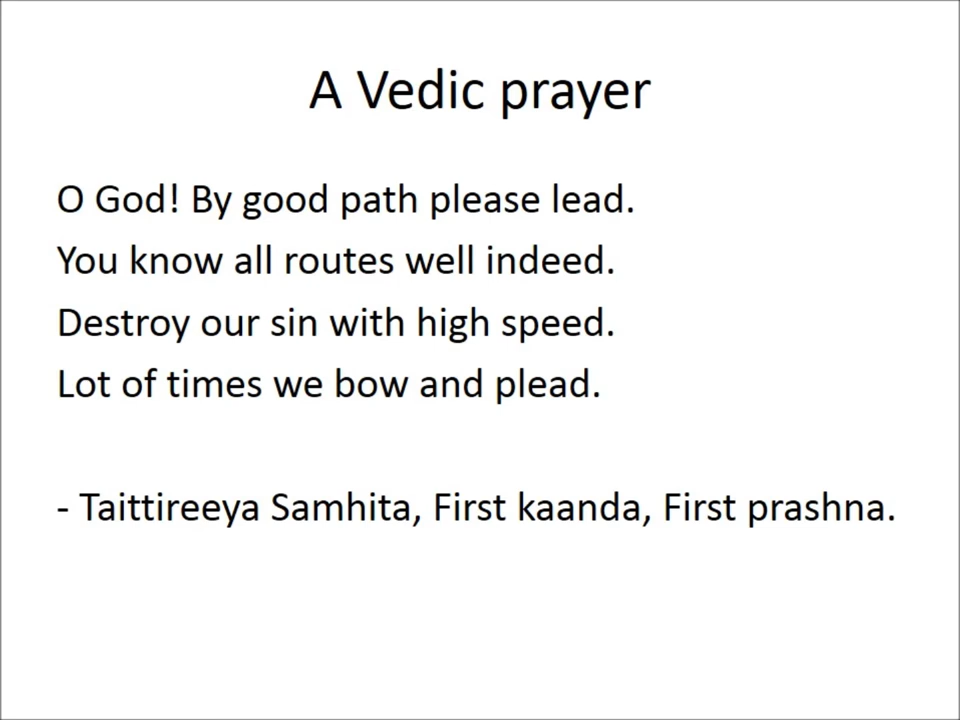 A Vedic prayer
O God! By good path please lead.
You know all routes well indeed.
Destroy our sin with high speed.
Lot of times we bow and plead.
- Taittireeya Samhita, First kaanda, First prashna.